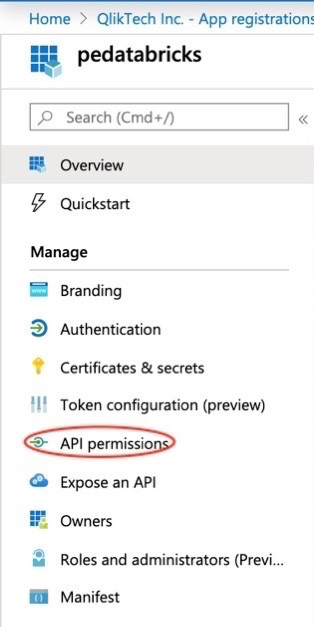 Home > QlikTech Inc. - App registrations
pedatabricks
Search (Cmd+/)
«
Overview
Quickstart
Manage
Branding
Authentication
Certificates & secrets
Token configuration (preview)
API permissions
Expose an API
Owners
Roles and administrators (Previ...
Manifest